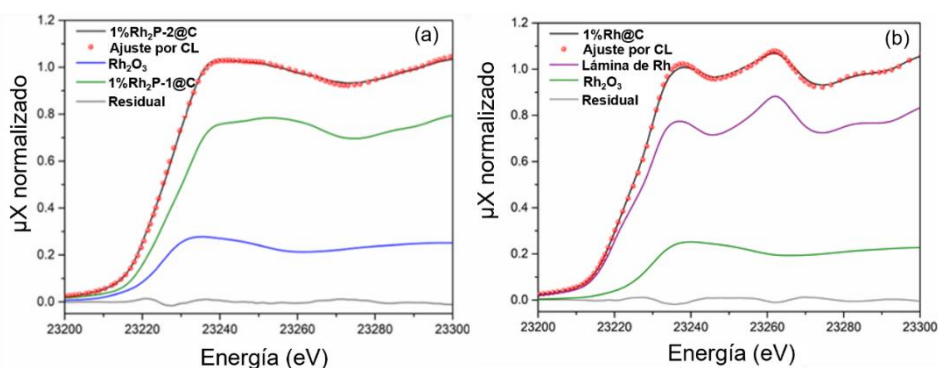 (a)
1%Rh₂P-2@C
Ajuste por CL
Rh₂O₃
1%Rh₂P-1@C
Residual
µX normalizado
1.2
1.0
0.8
0.6
0.4
0.2
0.0
23200 23220 23240 23260 23280 23300
Energía (eV)
(b)
1%Rh@C
Ajuste por CL
Lámina de Rh
Rh₂O₃
Residual
µX normalizado
1.2
1.0
0.8
0.6
0.4
0.2
0.0
23200 23220 23240 23260 23280 23300
Energía (eV)